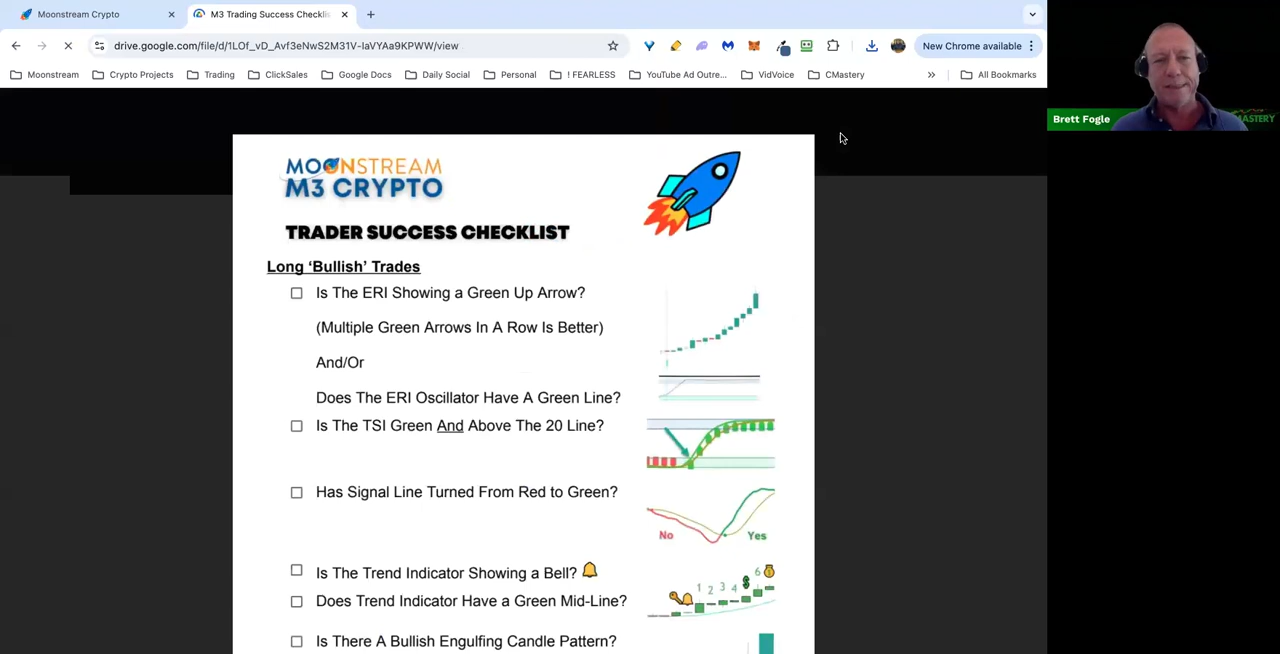 Moonstream Crypto
M3 Trading Success Checklis
drive.google.com/file/d/1LOf_vD_Avf3eNwS2M31V-laVYAa9KPWW/view
New Chrome available
Moonstream
Crypto Projects
Trading
ClickSales
Google Docs
Daily Social
Personal
! FEARLESS
YouTube Ad Outre...
VidVoice
CMastery
»
All Bookmarks
Brett Fogle
MASTERY
MOONSTREAM
M3 CRYPTO
TRADER SUCCESS CHECKLIST
Long ‘Bullish’ Trades
Is The ERI Showing a Green Up Arrow?
(Multiple Green Arrows In A Row Is Better)
And/Or
Does The ERI Oscillator Have A Green Line?
Is The TSI Green And Above The 20 Line?
Has Signal Line Turned From Red to Green?
No Yes
Is The Trend Indicator Showing a Bell?
1 2 3 4 $ 6
Does Trend Indicator Have a Green Mid-Line?
Is There A Bullish Engulfing Candle Pattern?